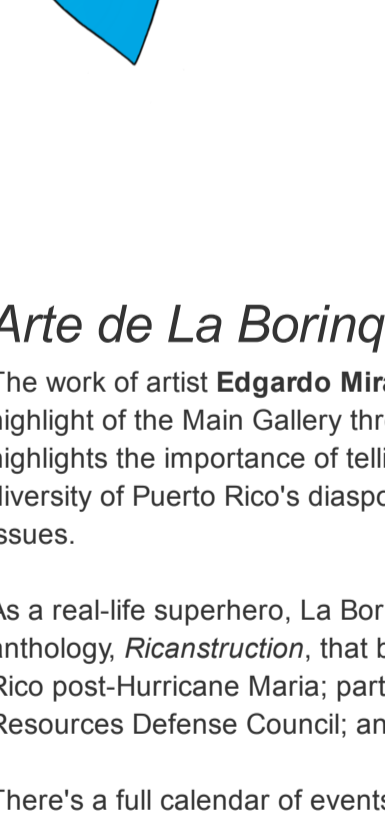 Arte de La Borinq
The work of artist Edgardo Mira
highlight of the Main Gallery thr
highlights the importance of telli
diversity of Puerto Rico's diaspo
issues.
As a real-life superhero, La Bor
anthology, Ricanstruction, that b
Rico post-Hurricane Maria; part
Resources Defense Council; an
There's a full calendar of events